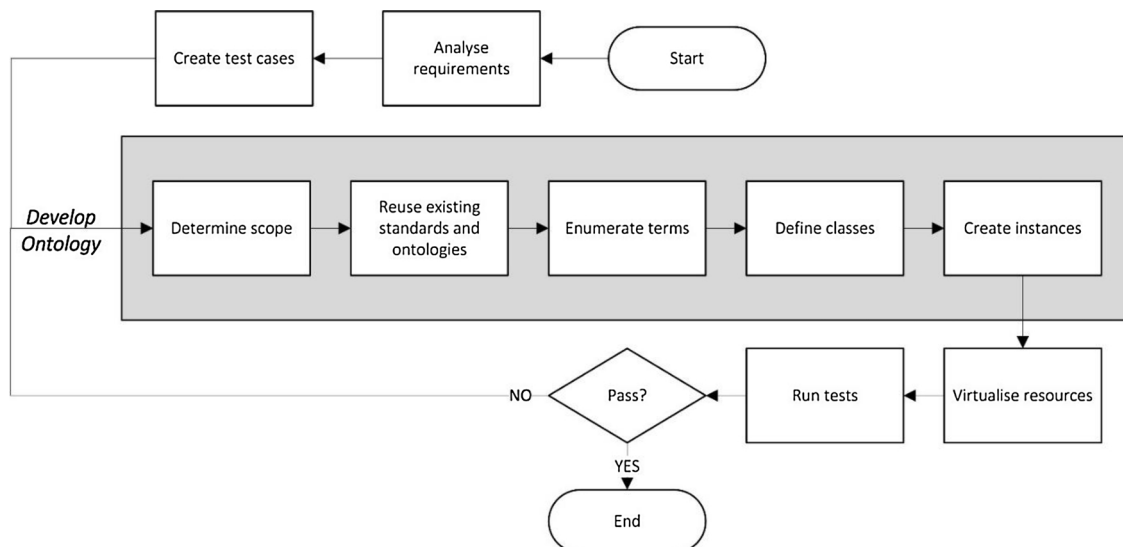 Start
Analyse
requirements
Create test cases
Develop
Ontology
Determine scope
Reuse existing
standards and
ontologies
Enumerate terms
Define classes
Create instances
Virtualise resources
Run tests
Pass?
NO
YES
End